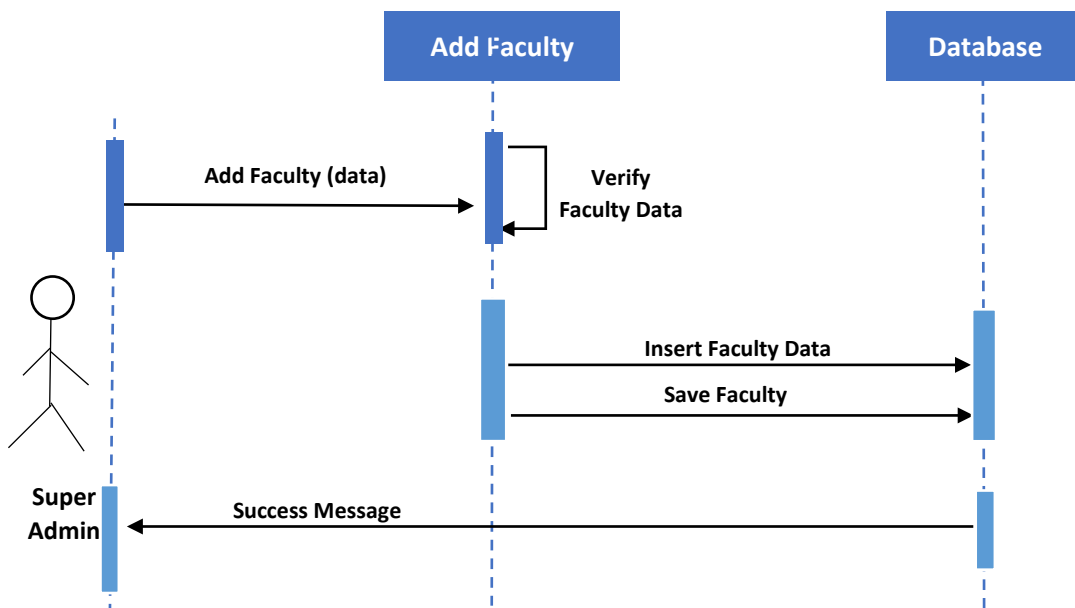 Add Faculty
Database
Add Faculty (data)
Verify
Faculty Data
Insert Faculty Data
Save Faculty
Super
Admin
Success Message